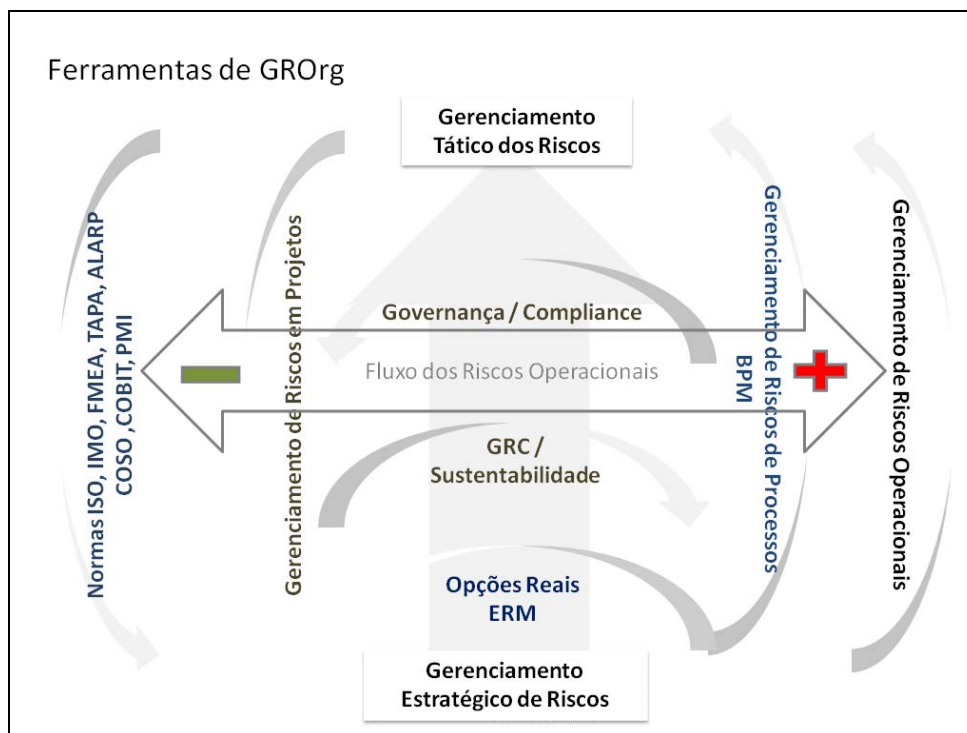 Ferramentas de GROrg
Gerenciamento
Tático dos Riscos
Normas ISO, IMO, FMEA, TAPA, ALARP
COSO ,COBIT, PMI
Gerenciamento de Riscos em Projetos
Governança / Compliance
Fluxo dos Riscos Operacionais
GRC /
Sustentabilidade
Opções Reais
ERM
Gerenciamento de Riscos de Processos
BPM
Gerenciamento de Riscos Operacionais
Gerenciamento
Estratégico de Riscos